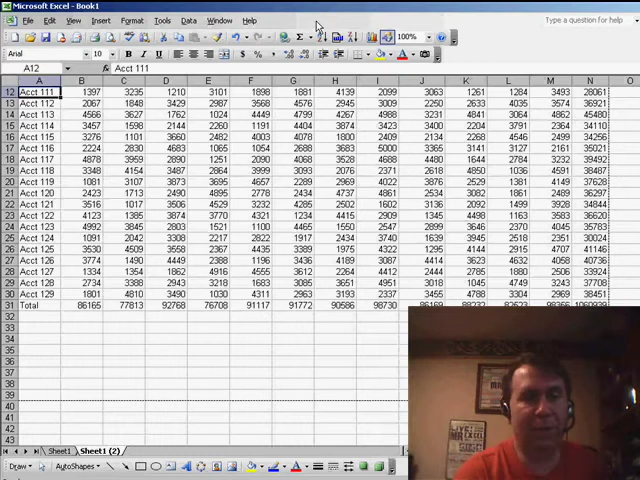 Microsoft Excel - Book1
File Edit View Insert Format Tools Data Window Help
Type a question for help
100%
Arial 10 B I U $ % ,
A12 Acct 111
A B C D E F G H I J K L M N
12 Acct 111 1397 3235 1210 3101 1898 1881 4139 2099 3063 1261 1284 3493 28061
13 Acct 112 2067 1848 3429 2987 3568 4576 2945 3009 2250 2633 4035 3574 36921
14 Acct 113 4566 3627 1762 1024 4449 4799 4267 4988 3231 4841 3064 4862 45480
15 Acct 114 3457 1598 2144 2260 1191 4404 3874 3423 3400 2204 3791 2364 34110
16 Acct 115 3276 1101 3660 2482 4003 4078 1800 2409 2134 2268 4546 2499 34256
17 Acct 116 2224 2830 4683 1065 1054 2688 3683 5000 3365 3141 3127 2161 35021
18 Acct 117 4878 3959 2890 1251 2090 4068 3528 4688 4480 1644 2784 3232 39492
19 Acct 118 3348 4154 3487 2864 3999 3093 2076 2371 2618 4850 1036 4591 38487
20 Acct 119 1081 3107 3873 3695 4657 2289 2969 4022 3876 2529 1381 4149 37628
21 Acct 120 2423 1713 2490 4895 2778 2434 4737 4861 2534 3082 1861 2489 36297
22 Acct 121 3516 1017 3506 4529 3232 4285 2502 1602 3136 2692 1499 3928 34844
23 Acct 122 4123 1385 3874 3770 4321 1234 4415 2909 1345 4498 1163 3583 36620
24 Acct 123 4992 3845 2803 1521 1100 4465 1550 2547 2899 3646 2370 4045 35783
25 Acct 124 1091 2042 3308 2217 2822 1917 2434 3740 1639 3945 2518 2351 30024
26 Acct 125 3530 4509 3558 2367 4435 3389 1975 4322 1295 4144 2915 4707 41146
27 Acct 126 3774 1490 4449 2388 1196 3436 4189 3087 4414 3623 4632 4058 40736
28 Acct 127 1334 1354 1862 4916 4555 3612 2264 4412 2444 2785 1880 2506 33924
29 Acct 128 2734 3388 2943 3218 1683 3085 3651 4951 3018 1045 4749 3243 37708
30 Acct 129 1801 4810 3490 1030 4311 2963 3193 2337 3455 4788 3304 2969 38451
31 Total 86165 77813 92768 76708 91117 91772 90586 98730
32
33
34
35
36
37
38
39
40
41
42
43
Sheet1 Sheet1 (2)
Draw AutoShapes
LIVE!
MR
EXCEL